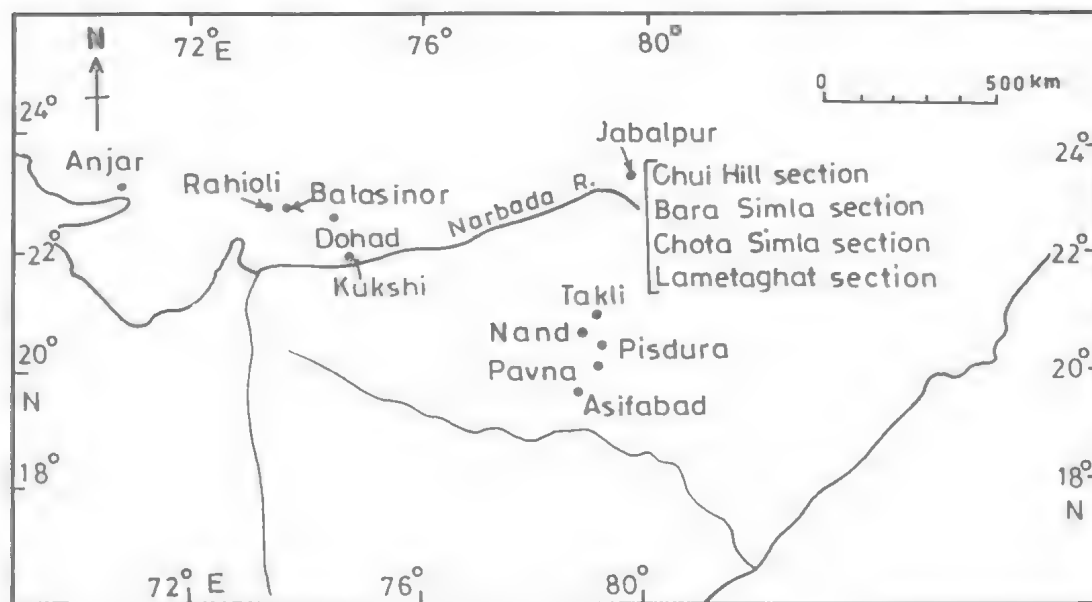 N
72° E
76°
80°
0 500 km
24°
22°
20°
N
18°
Anjar
Rahioli
Balasinor
Dohad
Kukshi
Narbada R.
Jabalpur
Chui Hill section
Bara Simla section
Chota Simla section
Lametaghat section
Takli
Nand
Pisdura
Pavna
Asifabad
24°
22°
20°
18°
N
72° E
76°
80°